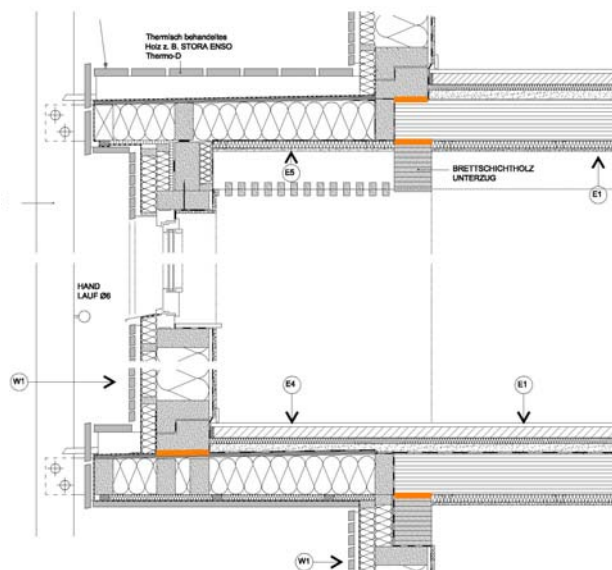 Thermisch behandeltes
Holz z. B. STORA ENSO
Thermo-D
E5
BRETTSCHICHTHOLZ
UNTERZUG
E1
HAND
LAUF Ø6
W1
E4
E1
W1